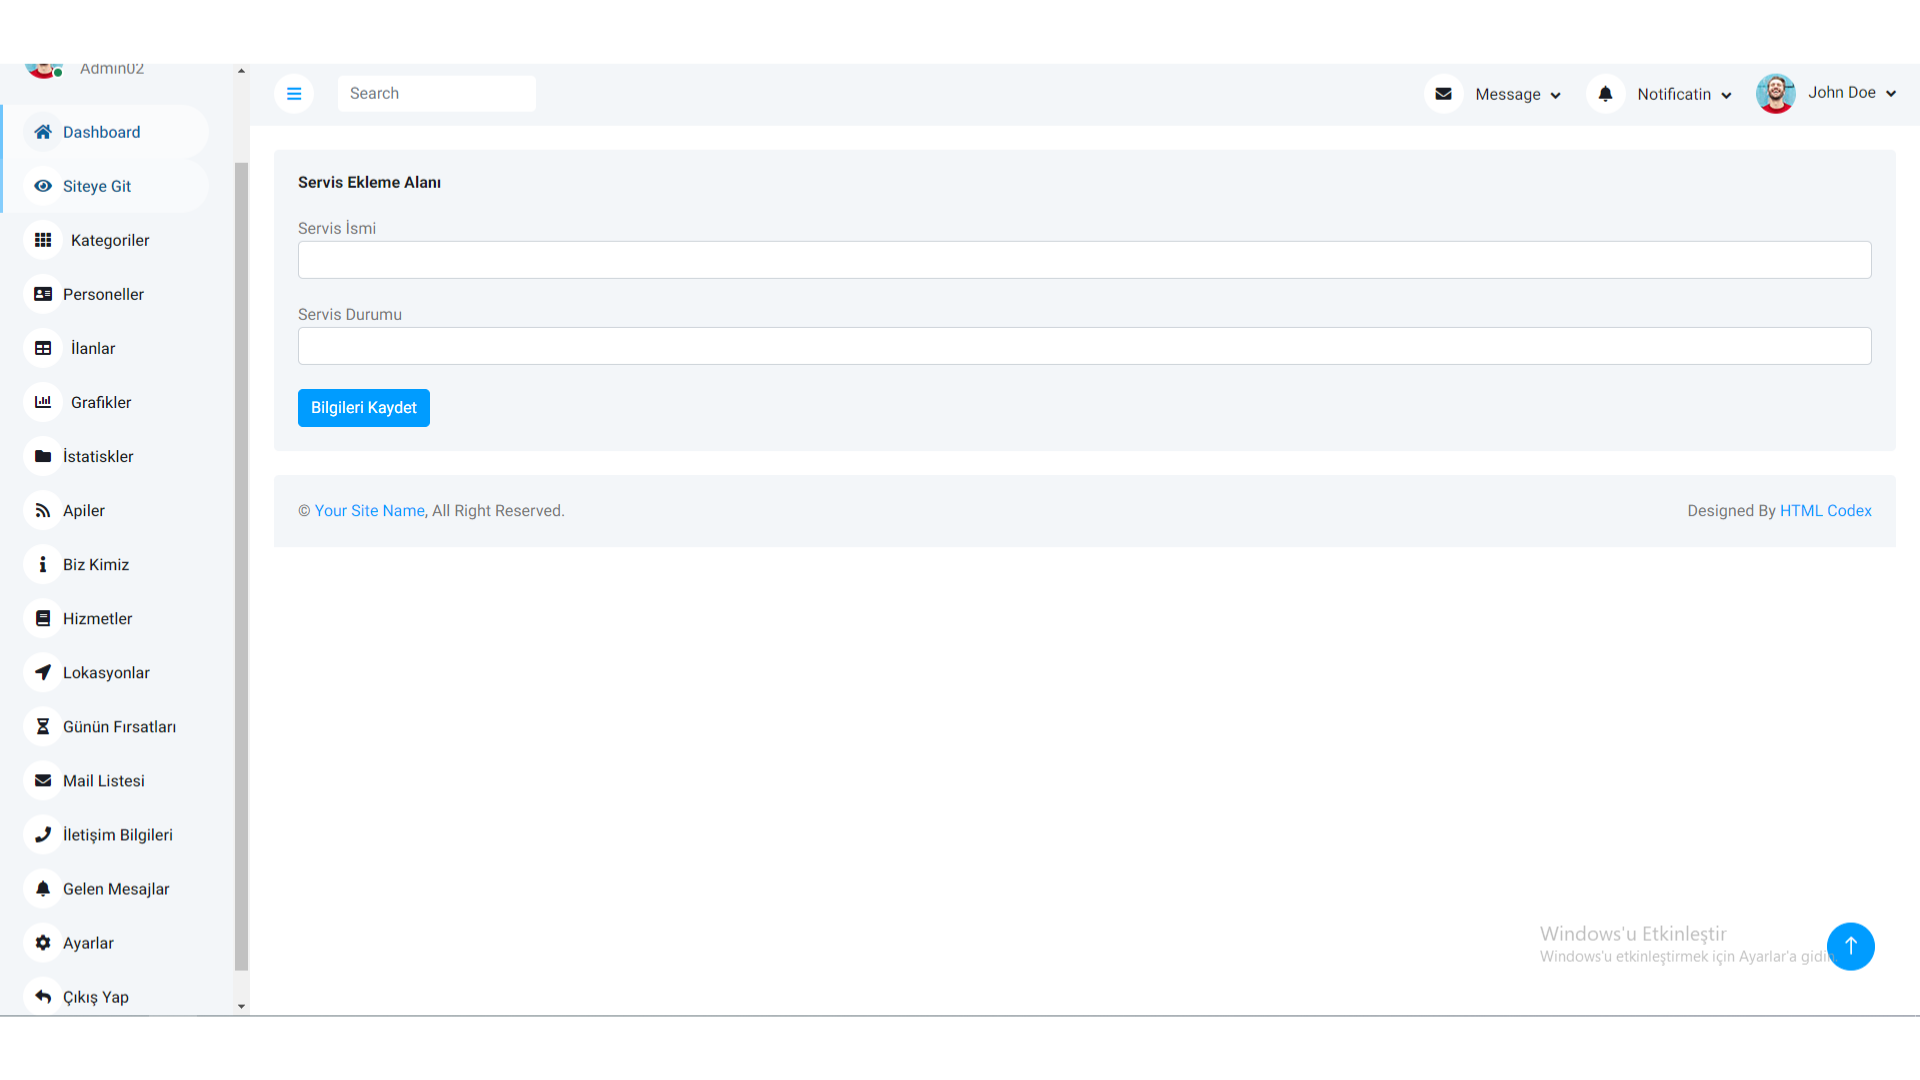 Admin02
Dashboard
Siteye Git
Kategoriler
Personeller
İlanlar
Grafikler
İstatiskler
Apiler
Biz Kimiz
Hizmetler
Lokasyonlar
Günün Fırsatları
Mail Listesi
İletişim Bilgileri
Gelen Mesajlar
Ayarlar
Çıkış Yap
Search
Message
Notificatin
John Doe
Servis Ekleme Alanı
Servis İsmi
Servis Durumu
Bilgileri Kaydet
© Your Site Name, All Right Reserved.
Designed By HTML Codex
Windows'u Etkinleştir
Windows'u etkinleştirmek için Ayarlar'a gidin